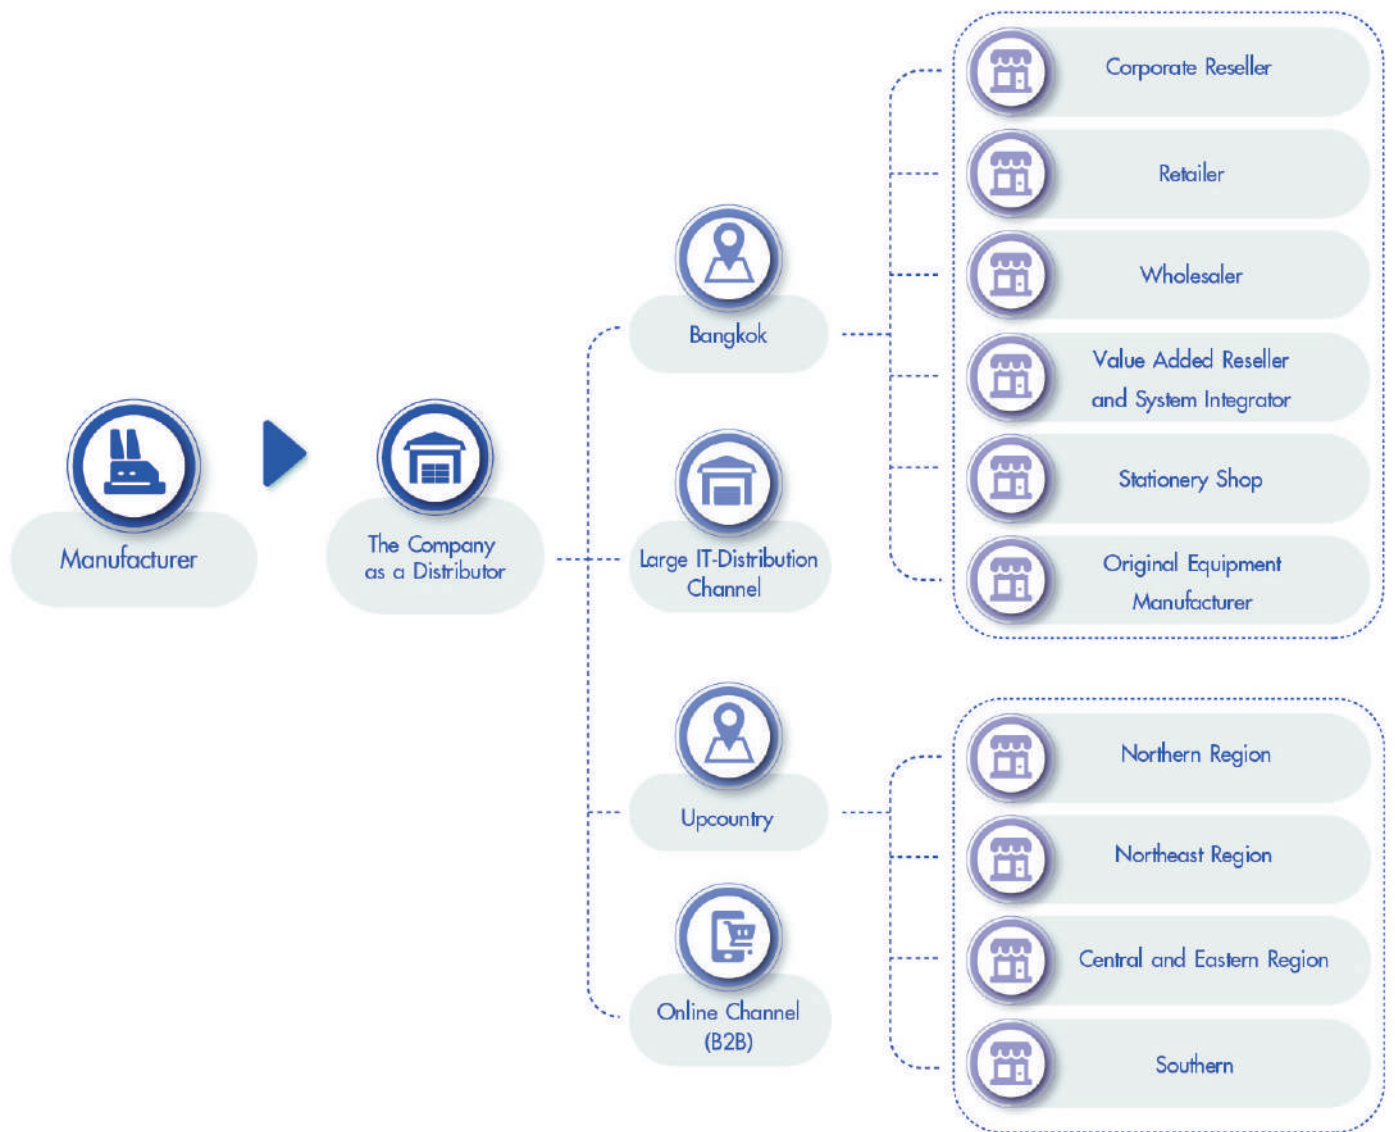 Manufacturer
The Company
as a Distributor
Bangkok
Large IT-Distribution
Channel
Upcountry
Online Channel
(B2B)
Corporate Reseller
Retailer
Wholesaler
Value Added Reseller
and System Integrator
Stationery Shop
Original Equipment
Manufacturer
Northern Region
Northeast Region
Central and Eastern Region
Southern